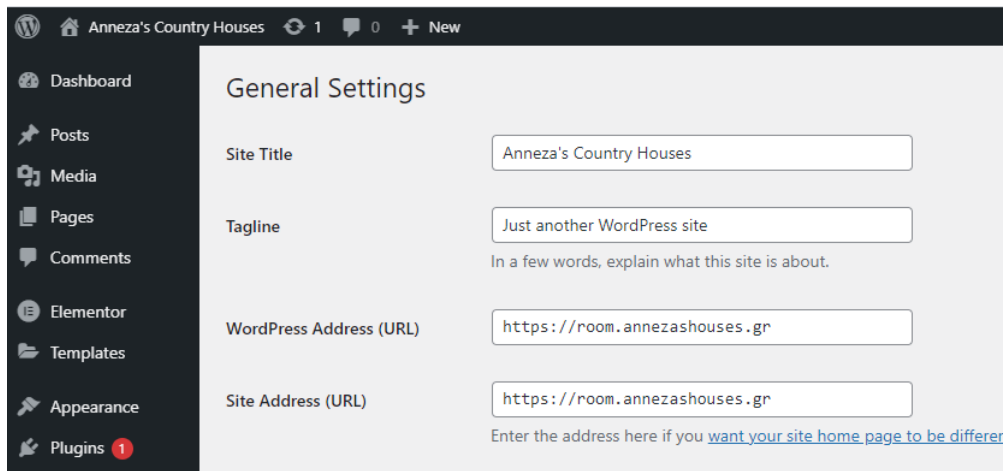 Anneza's Country Houses 1 0 New
Dashboard
Posts
Media
Pages
Comments
Elementor
Templates
Appearance
Plugins 1
General Settings
Site Title Anneza's Country Houses
Tagline Just another WordPress site
In a few words, explain what this site is about.
WordPress Address (URL) https://room.annezashouses.gr
Site Address (URL) https://room.annezashouses.gr
Enter the address here if you want your site home page to be